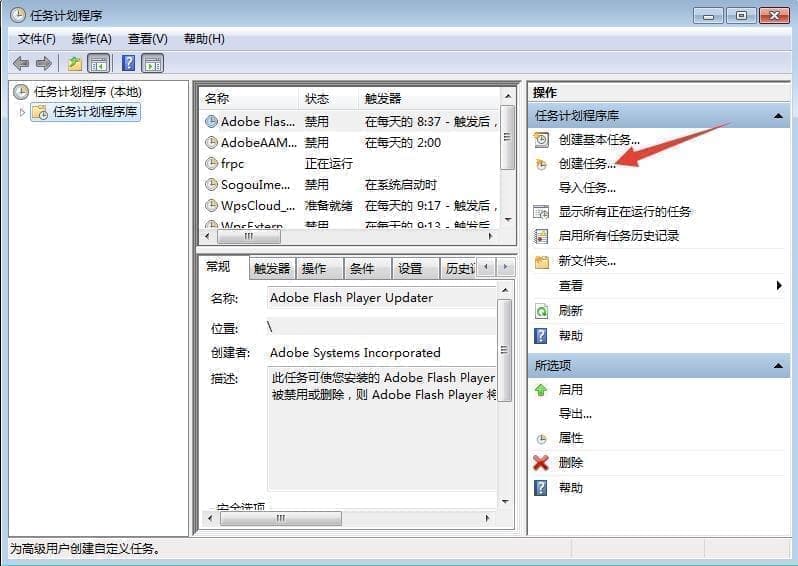 任务计划程序
文件(F) 操作(A) 查看(V) 帮助(H)
任务计划程序 (本地)
任务计划程序库
名称 状态 触发器
Adobe Flas... 禁用 在每天的 8:37 - 触发后，
AdobeAAM... 禁用 在每天的 2:00
frpc 正在运行
SogouIme... 禁用 在系统启动时
WpsCloud_... 准备就绪 在每天的 9:17 - 触发后，
WpsExtern 禁用 在每天的 9:13 - 触发后，
常规 触发器 操作 条件 设置 历史
名称: Adobe Flash Player Updater
位置: \
创建者: Adobe Systems Incorporated
描述: 此任务可使您安装的 Adobe Flash Player
被禁用或删除，则 Adobe Flash Player 将
安全选项
操作
任务计划程序库
创建基本任务...
创建任务...
导入任务...
显示所有正在运行的任务
启用所有任务历史记录
新文件夹...
查看
刷新
帮助
所选项
启用
导出...
属性
删除
帮助
为高级用户创建自定义任务。